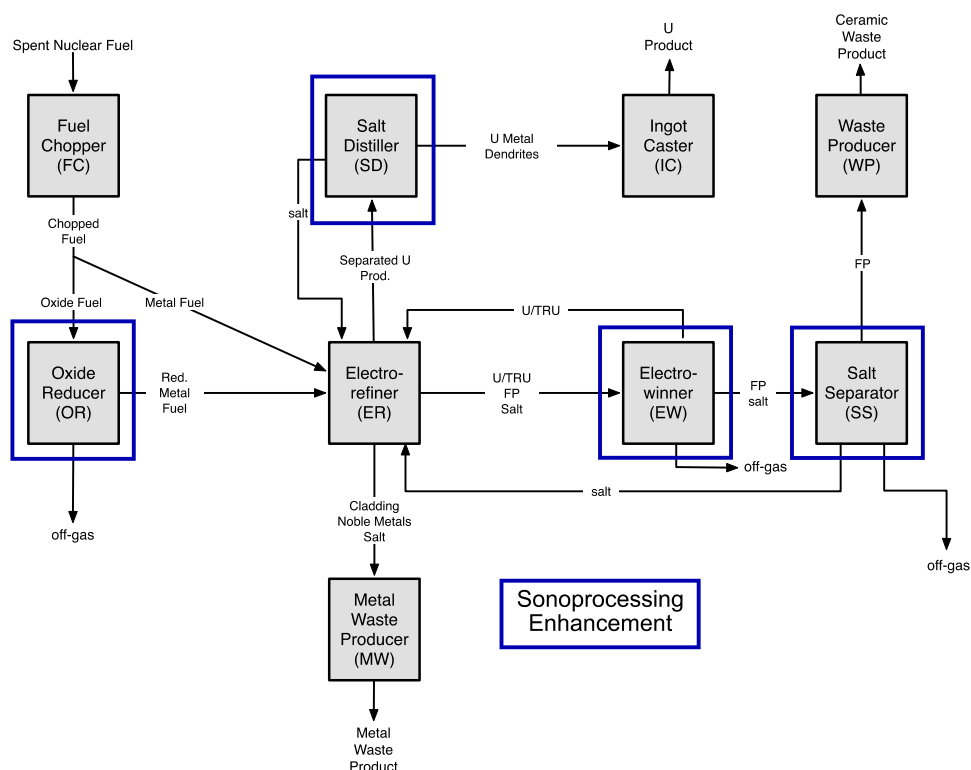 Spent Nuclear Fuel
U
Product
Ceramic
Waste
Product
Fuel
Chopper
(FC)
Salt
Distiller
(SD)
U Metal
Dendrites
Ingot
Caster
(IC)
Waste
Producer
(WP)
Chopped
Fuel
salt
Separated U
Prod.
FP
Oxide Fuel
Metal Fuel
U/TRU
Oxide
Reducer
(OR)
Red.
Metal
Fuel
Electro-
refiner
(ER)
U/TRU
FP
Salt
Electro-
winner
(EW)
FP
salt
Salt
Separator
(SS)
off-gas
salt
off-gas
Cladding
Noble Metals
Salt
off-gas
Metal
Waste
Producer
(MW)
Sonoprocessing
Enhancement
Metal
Waste
Product